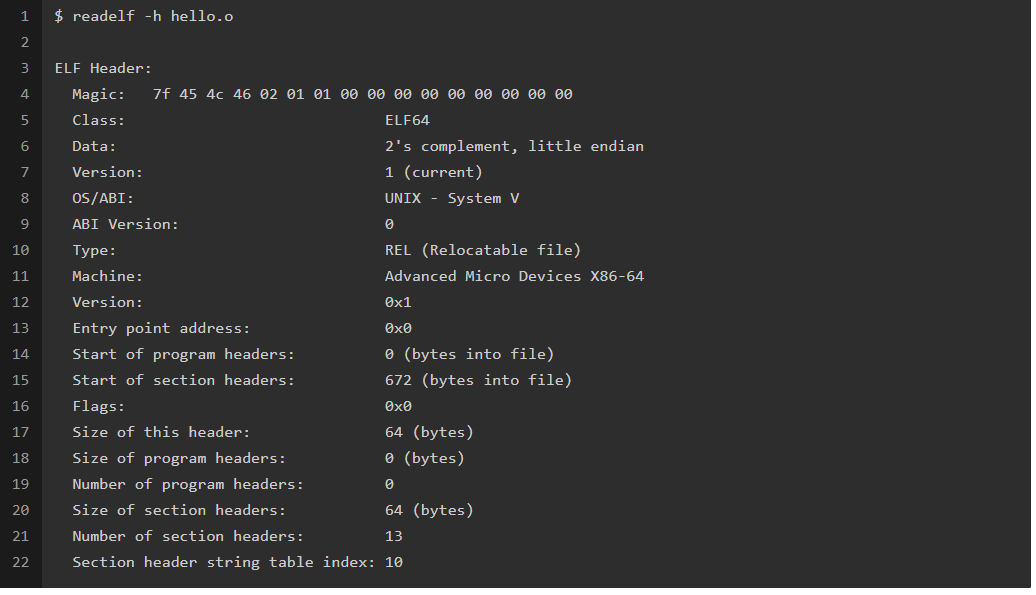 1 $ readelf -h hello.o
2
3 ELF Header:
4   Magic:   7f 45 4c 46 02 01 01 00 00 00 00 00 00 00 00 00
5   Class:                             ELF64
6   Data:                              2's complement, little endian
7   Version:                           1 (current)
8   OS/ABI:                            UNIX - System V
9   ABI Version:                       0
10   Type:                              REL (Relocatable file)
11   Machine:                           Advanced Micro Devices X86-64
12   Version:                           0x1
13   Entry point address:               0x0
14   Start of program headers:          0 (bytes into file)
15   Start of section headers:          672 (bytes into file)
16   Flags:                             0x0
17   Size of this header:               64 (bytes)
18   Size of program headers:           0 (bytes)
19   Number of program headers:         0
20   Size of section headers:           64 (bytes)
21   Number of section headers:         13
22   Section header string table index: 10